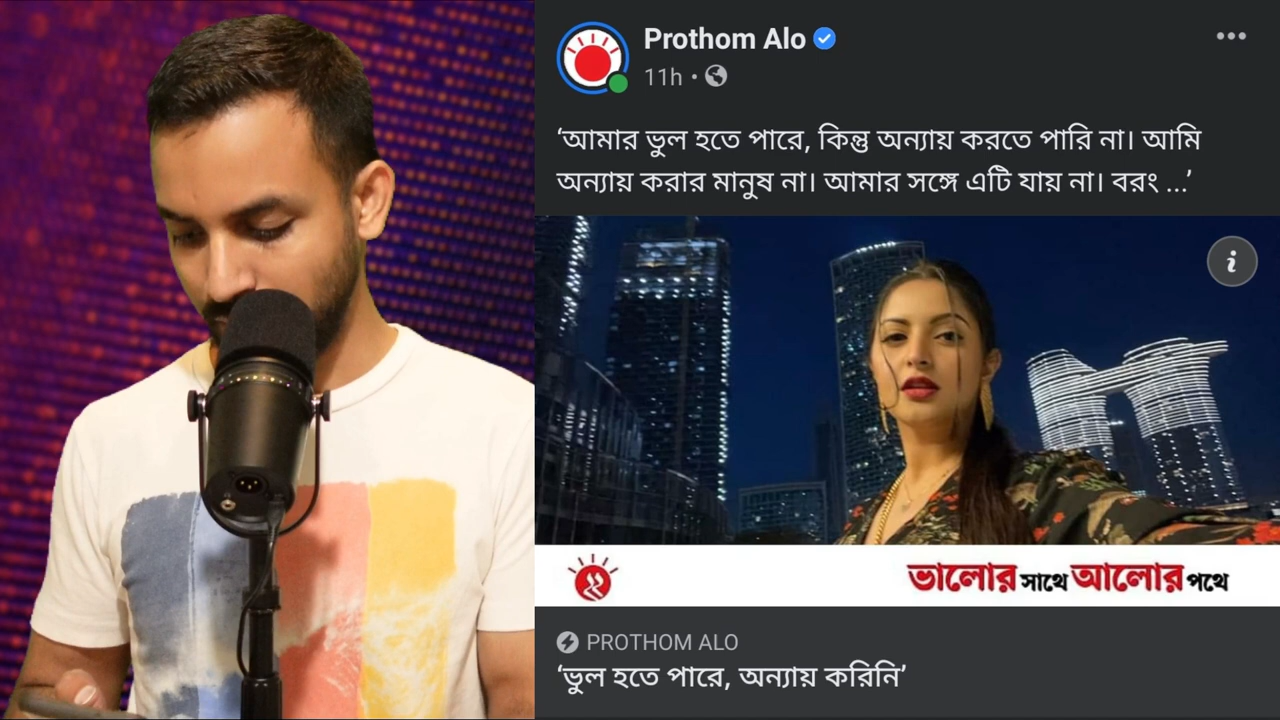 Prothom Alo
11h
‘আমার ভুল হতে পারে, কিন্তু অন্যায় করতে পারি না। আমি
অন্যায় করার মানুষ না। আমার সঙ্গে এটি যায় না। বরং ...’
i
ভালোর সাথে আলোর পথে
PROTHOM ALO
‘ভুল হতে পারে, অন্যায় করিনি’